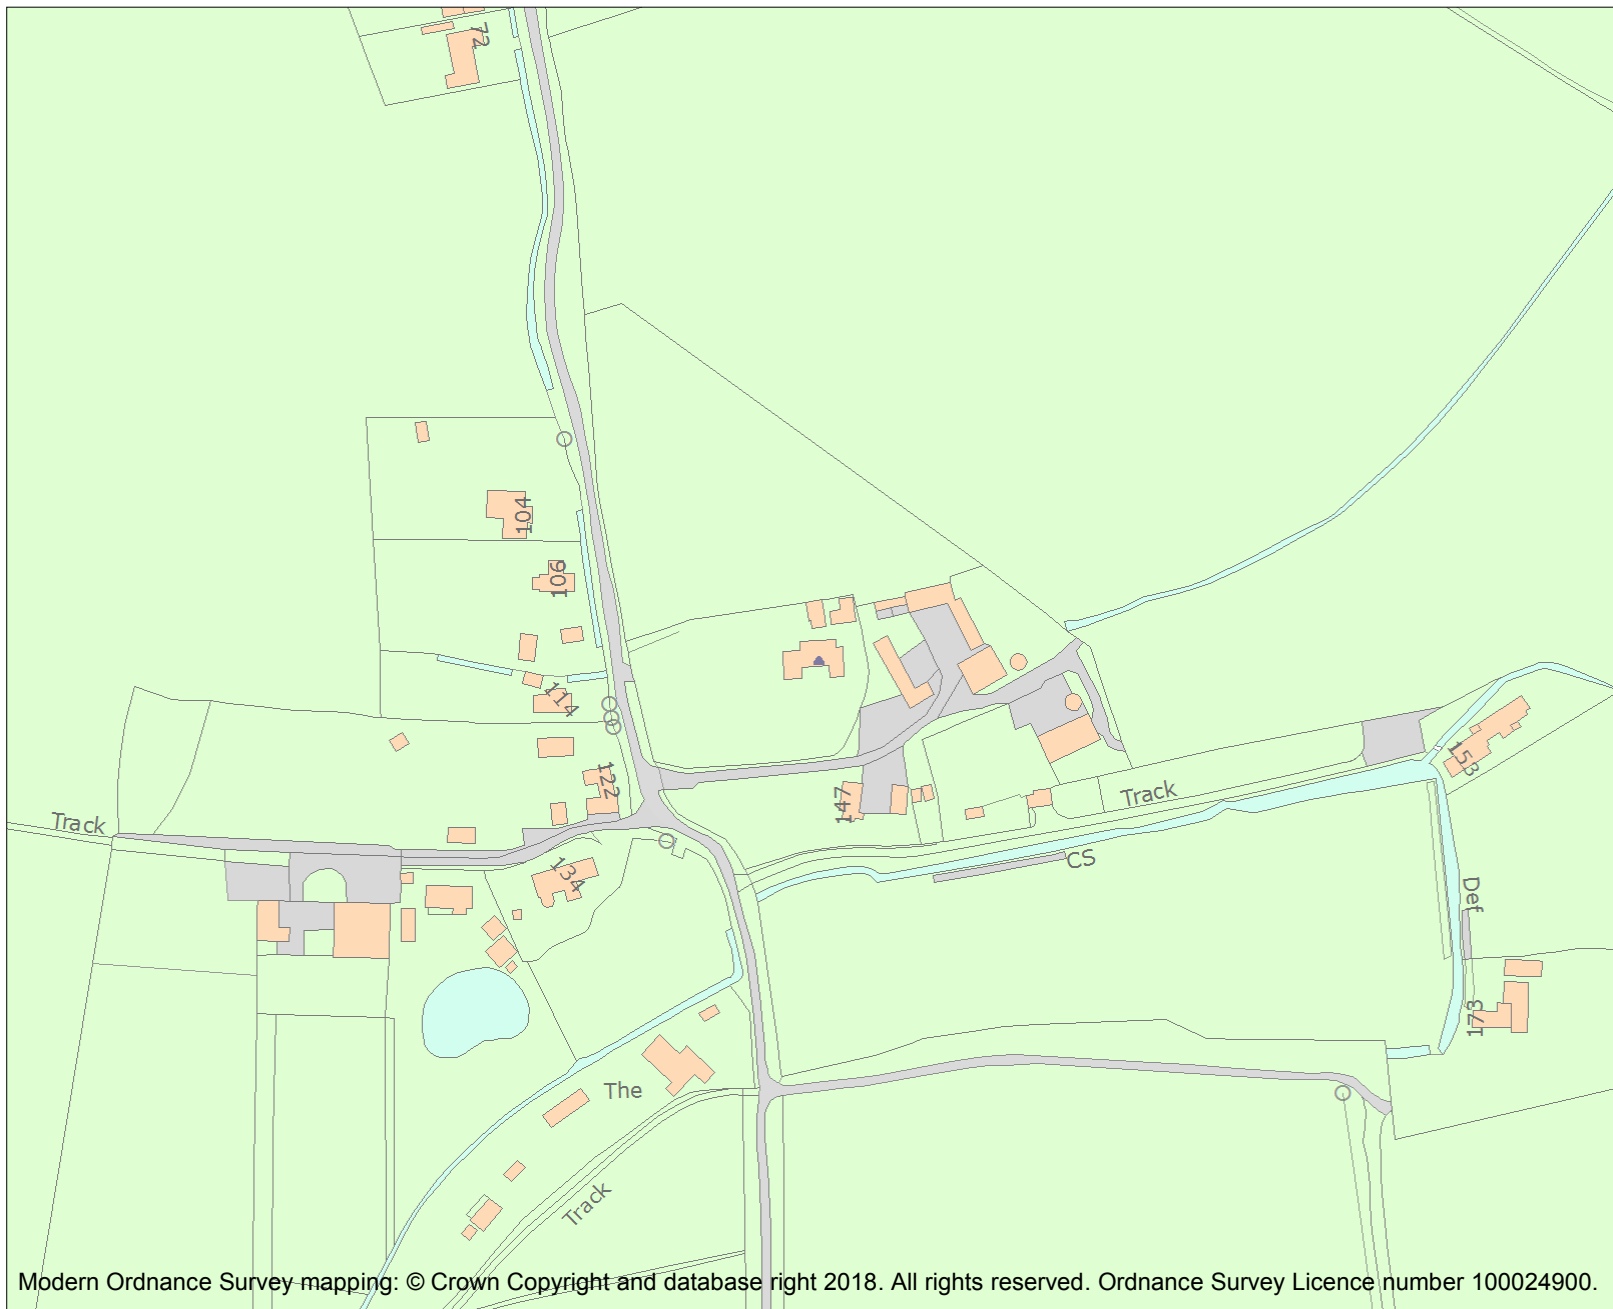 72
104
106
114
122
147
Track
153
Track
CS
134
Def
173
The
Track
Modern Ordnance Survey mapping: © Crown Copyright and database right 2018. All rights reserved. Ordnance Survey Licence number 100024900.